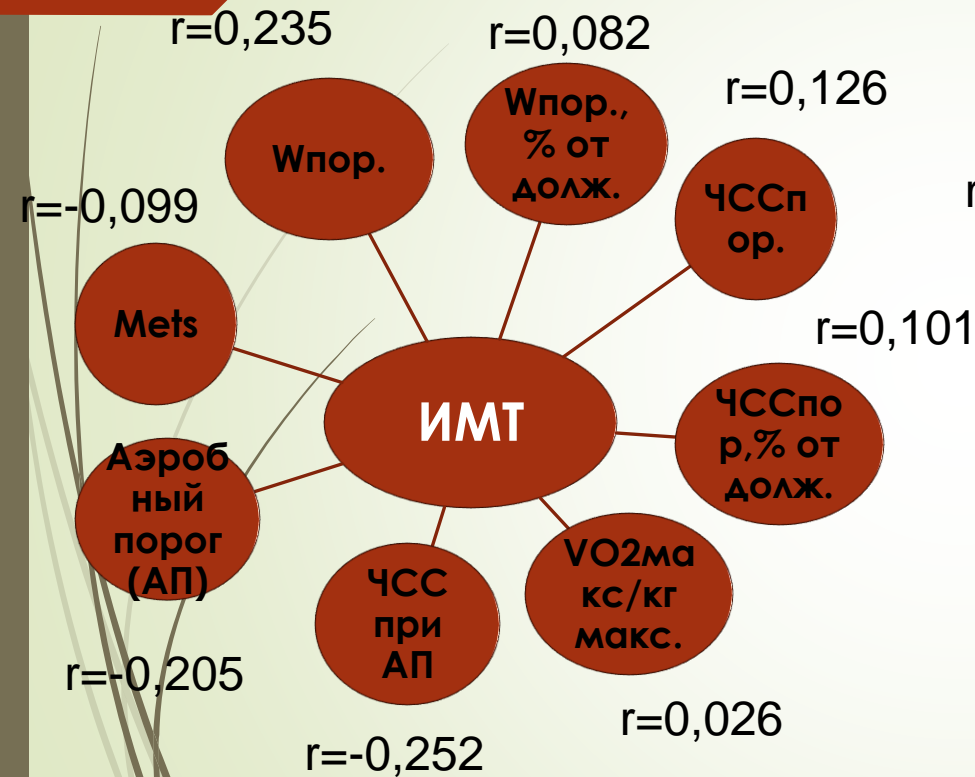 r=0,235
r=0,082
r=0,126
r=-0,099
r
r=0,101
r=-0,205
r=-0,252
r=0,026
Wпор.
Wпор.,
% от
долж.
ЧССп
ор.
ЧССпо
р,% от
долж.
VO2ма
кс/кг
макс.
ЧСС
при
АП
Аэроб
ный
порог
(АП)
Mets
ИМТ